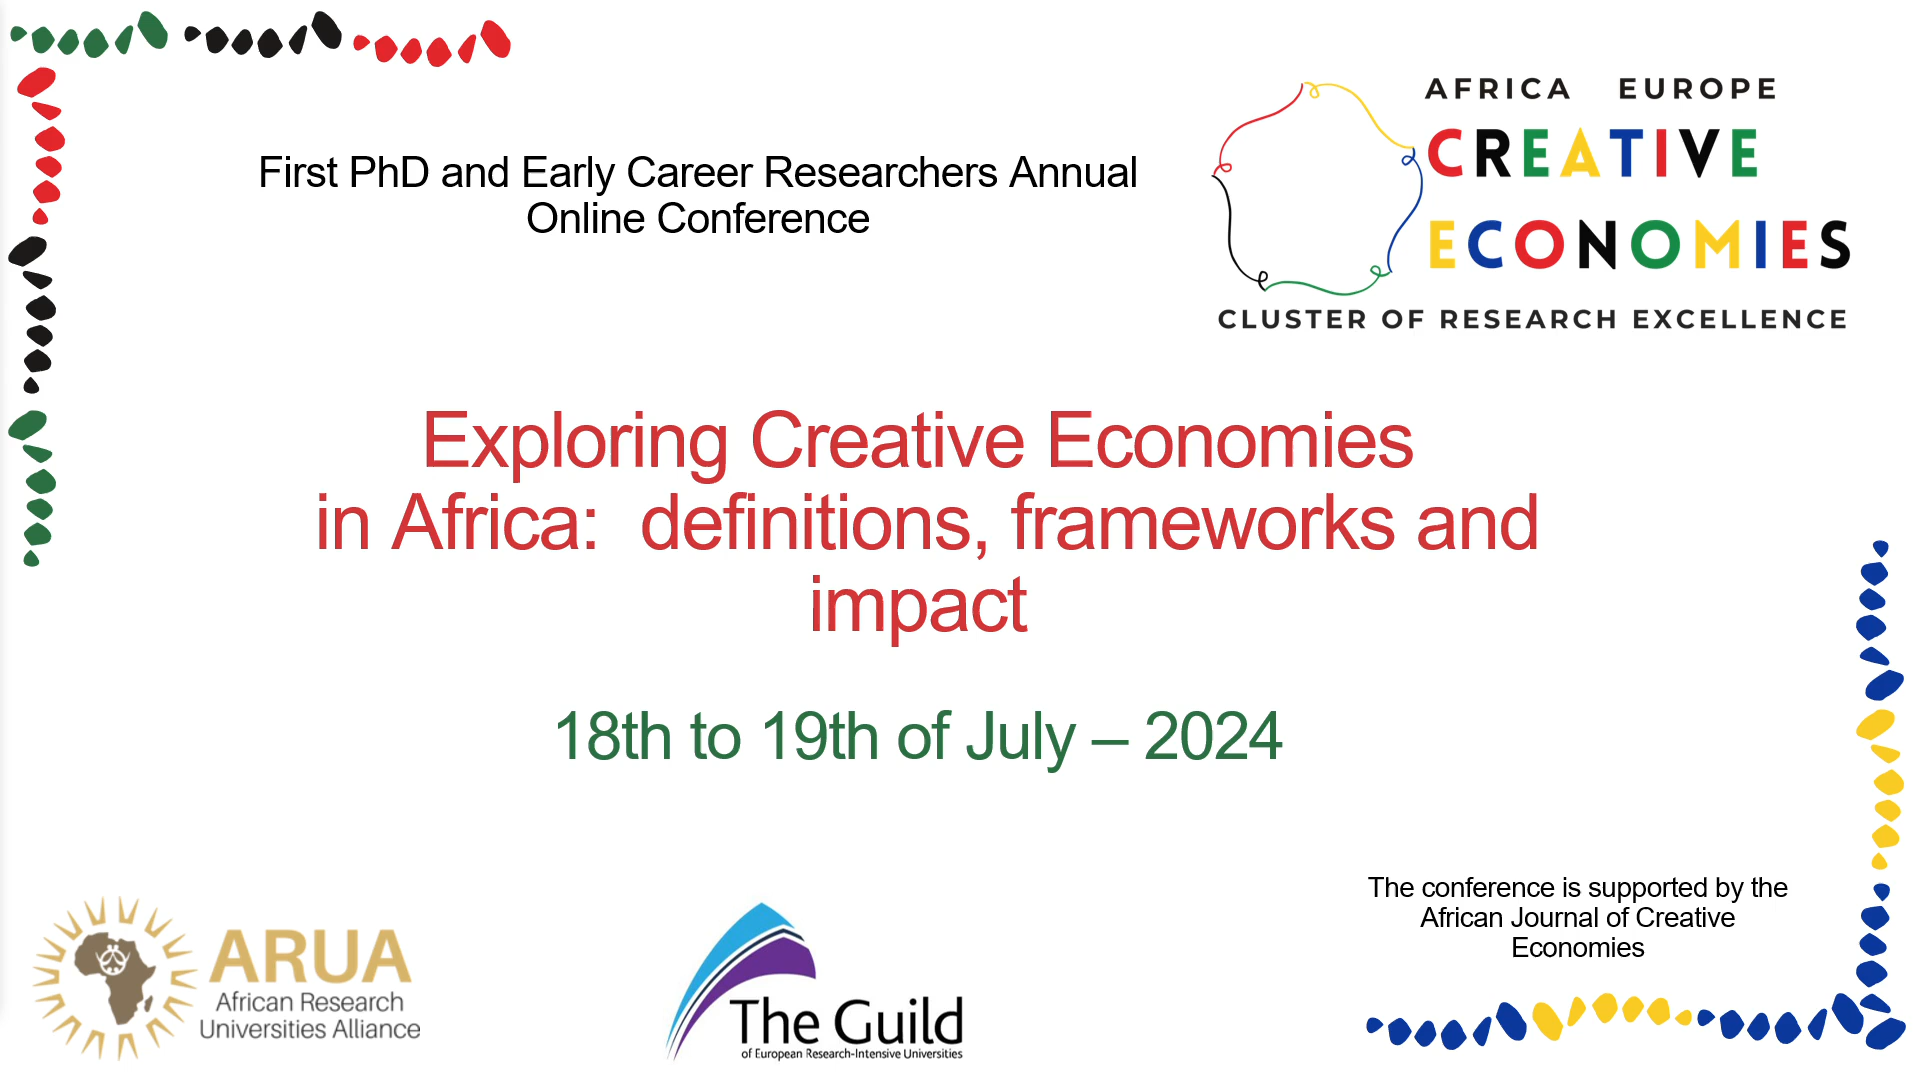 First PhD and Early Career Researchers Annual
Online Conference
AFRICA EUROPE
CREATIVE
ECONOMIES
CLUSTER OF RESEARCH EXCELLENCE
Exploring Creative Economies
in Africa:  definitions, frameworks and
impact
18th to 19th of July – 2024
ARUA
African Research
Universities Alliance
The Guild
of European Research-Intensive Universities
The conference is supported by the
African Journal of Creative
Economies